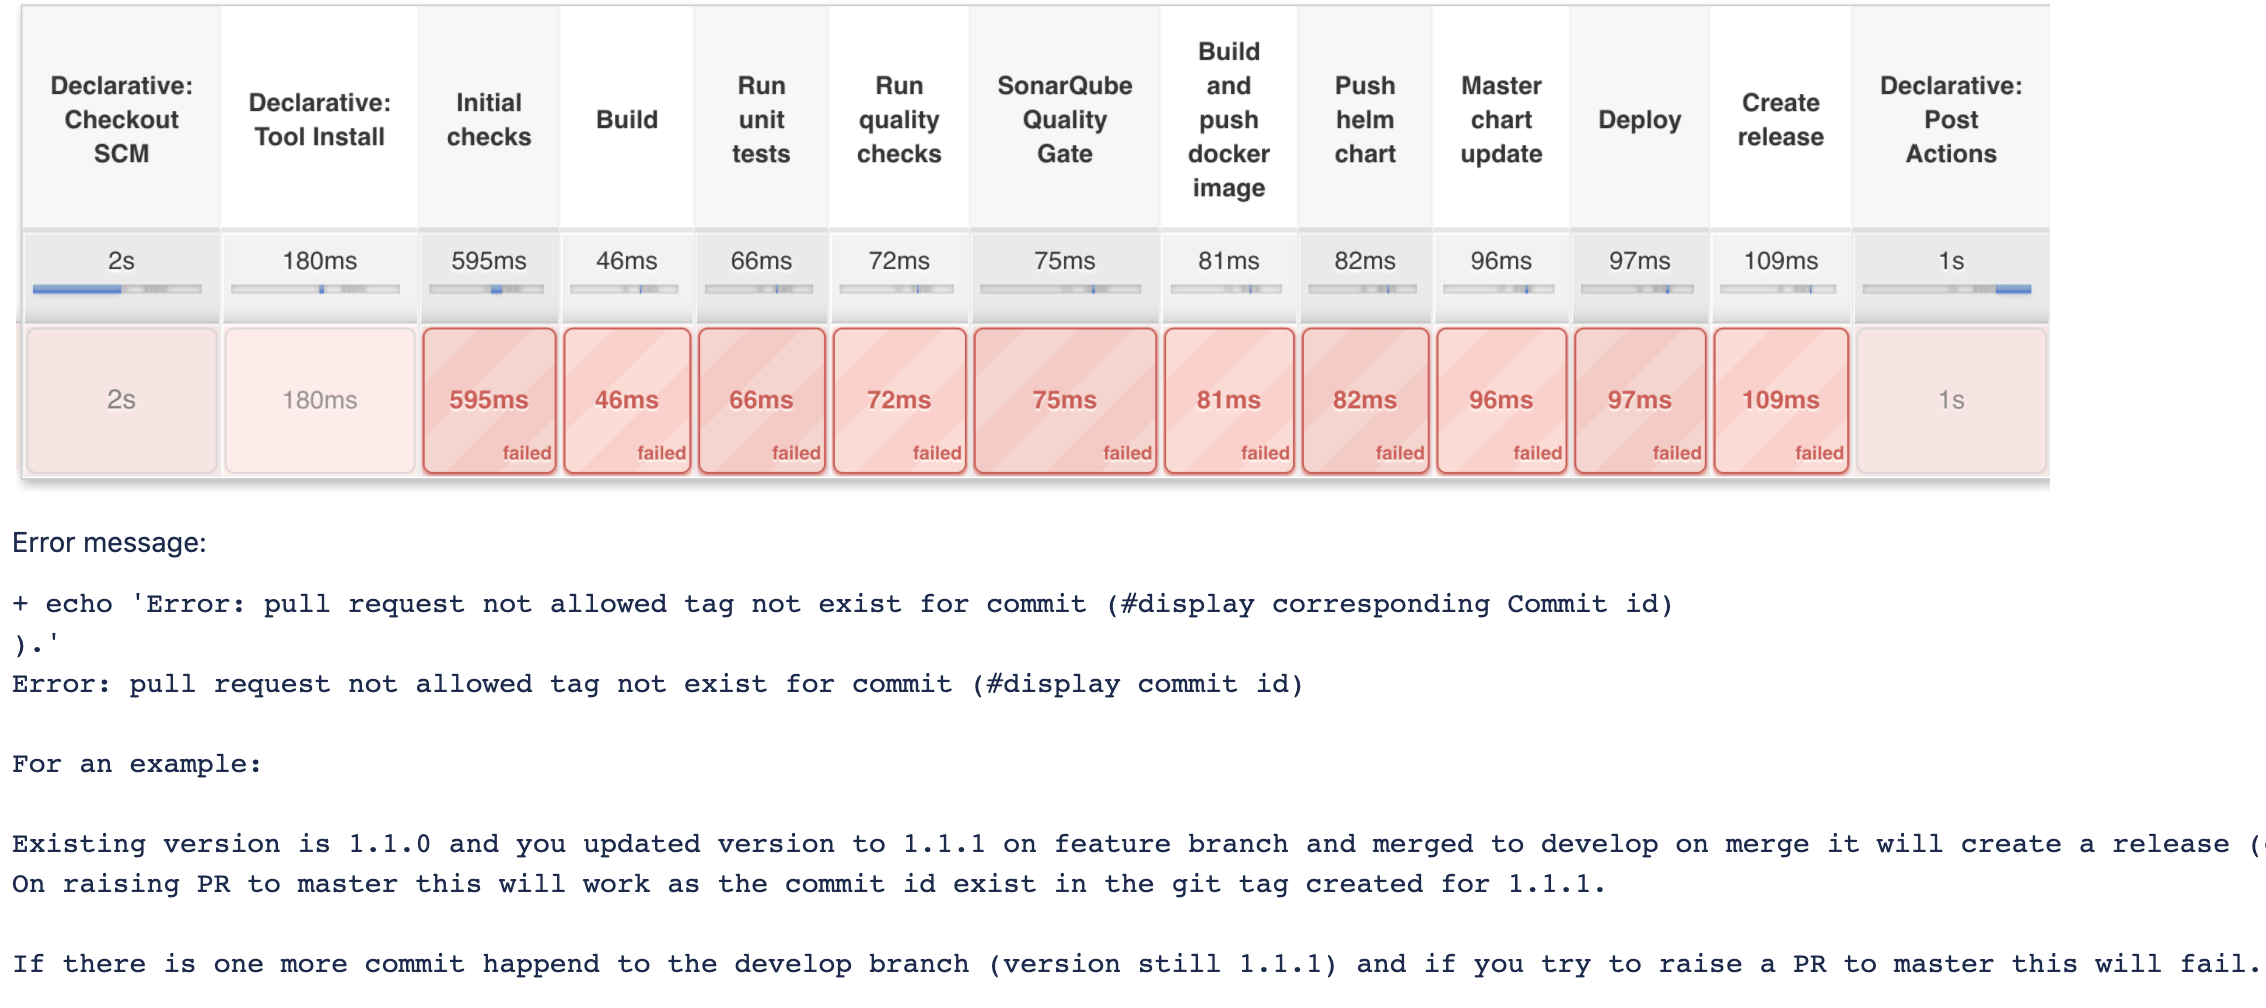 Declarative:
Checkout
SCM
Declarative:
Tool Install
Initial
checks
Build
Run
unit
tests
Run
quality
checks
SonarQube
Quality
Gate
Build
and
push
docker
image
Push
helm
chart
Master
chart
update
Deploy
Create
release
Declarative:
Post
Actions
2s
180ms
595ms
46ms
66ms
72ms
75ms
81ms
82ms
96ms
97ms
109ms
1s
2s
180ms
595ms
failed
46ms
failed
66ms
failed
72ms
failed
75ms
failed
81ms
failed
82ms
failed
96ms
failed
97ms
failed
109ms
failed
1s
Error message:
+ echo 'Error: pull request not allowed tag not exist for commit (#display corresponding Commit id)
).'
Error: pull request not allowed tag not exist for commit (#display commit id)
For an example:
Existing version is 1.1.0 and you updated version to 1.1.1 on feature branch and merged to develop on merge it will create a release (
On raising PR to master this will work as the commit id exist in the git tag created for 1.1.1.
If there is one more commit happend to the develop branch (version still 1.1.1) and if you try to raise a PR to master this will fail.